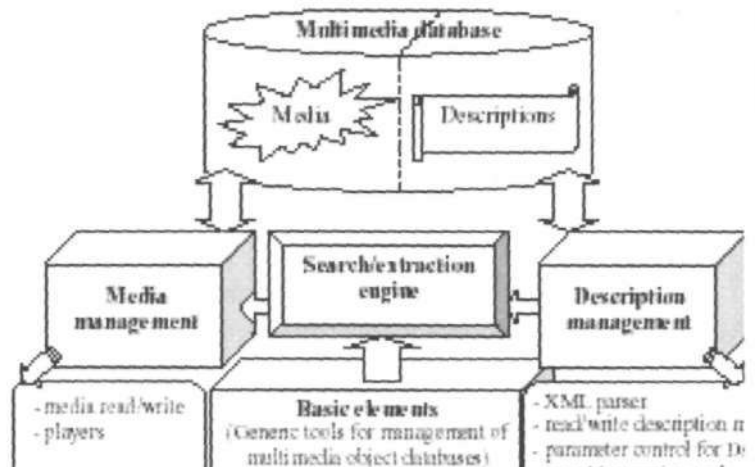 Multimedia database
Media
Descriptions
Search/extraction
engine
Media
management
Description
management
- media read/write
- players
Basic elements
(Generic tools for management of
multimedia object databases)
- XML parser
- read/write description
- parameter control for